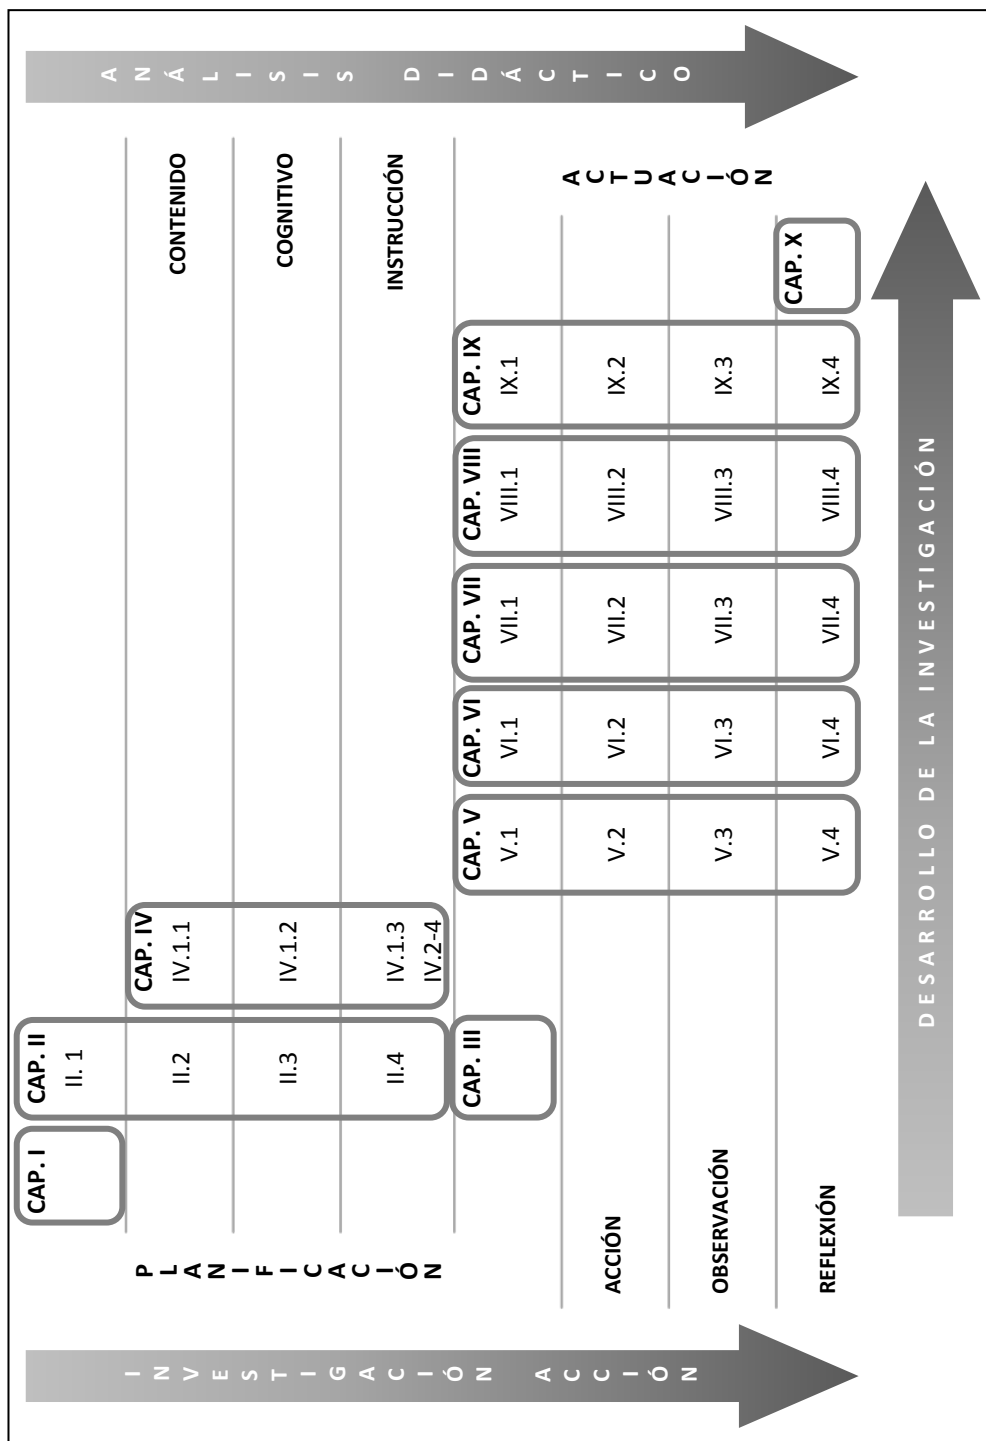 ANÁLISIS DIDÁCTICO
CONTENIDO
COGNITIVO
INSTRUCCIÓN
ACTUACIÓN
CAP. X
CAP. IX
IX.1
IX.2
IX.3
IX.4
CAP. VIII
VIII.1
VIII.2
VIII.3
VIII.4
CAP. VII
VII.1
VII.2
VII.3
VII.4
CAP. VI
VI.1
VI.2
VI.3
VI.4
CAP. V
V.1
V.2
V.3
V.4
CAP. IV
IV.1.1
IV.1.2
IV.1.3
IV.2-4
CAP. II
II. 1
II.2
II.3
II.4
CAP. III
CAP. I
PLANIFICACIÓN
ACCIÓN
OBSERVACIÓN
REFLEXIÓN
INVESTIGACIÓN ACCIÓN
DESARROLLO DE LA INVESTIGACIÓN